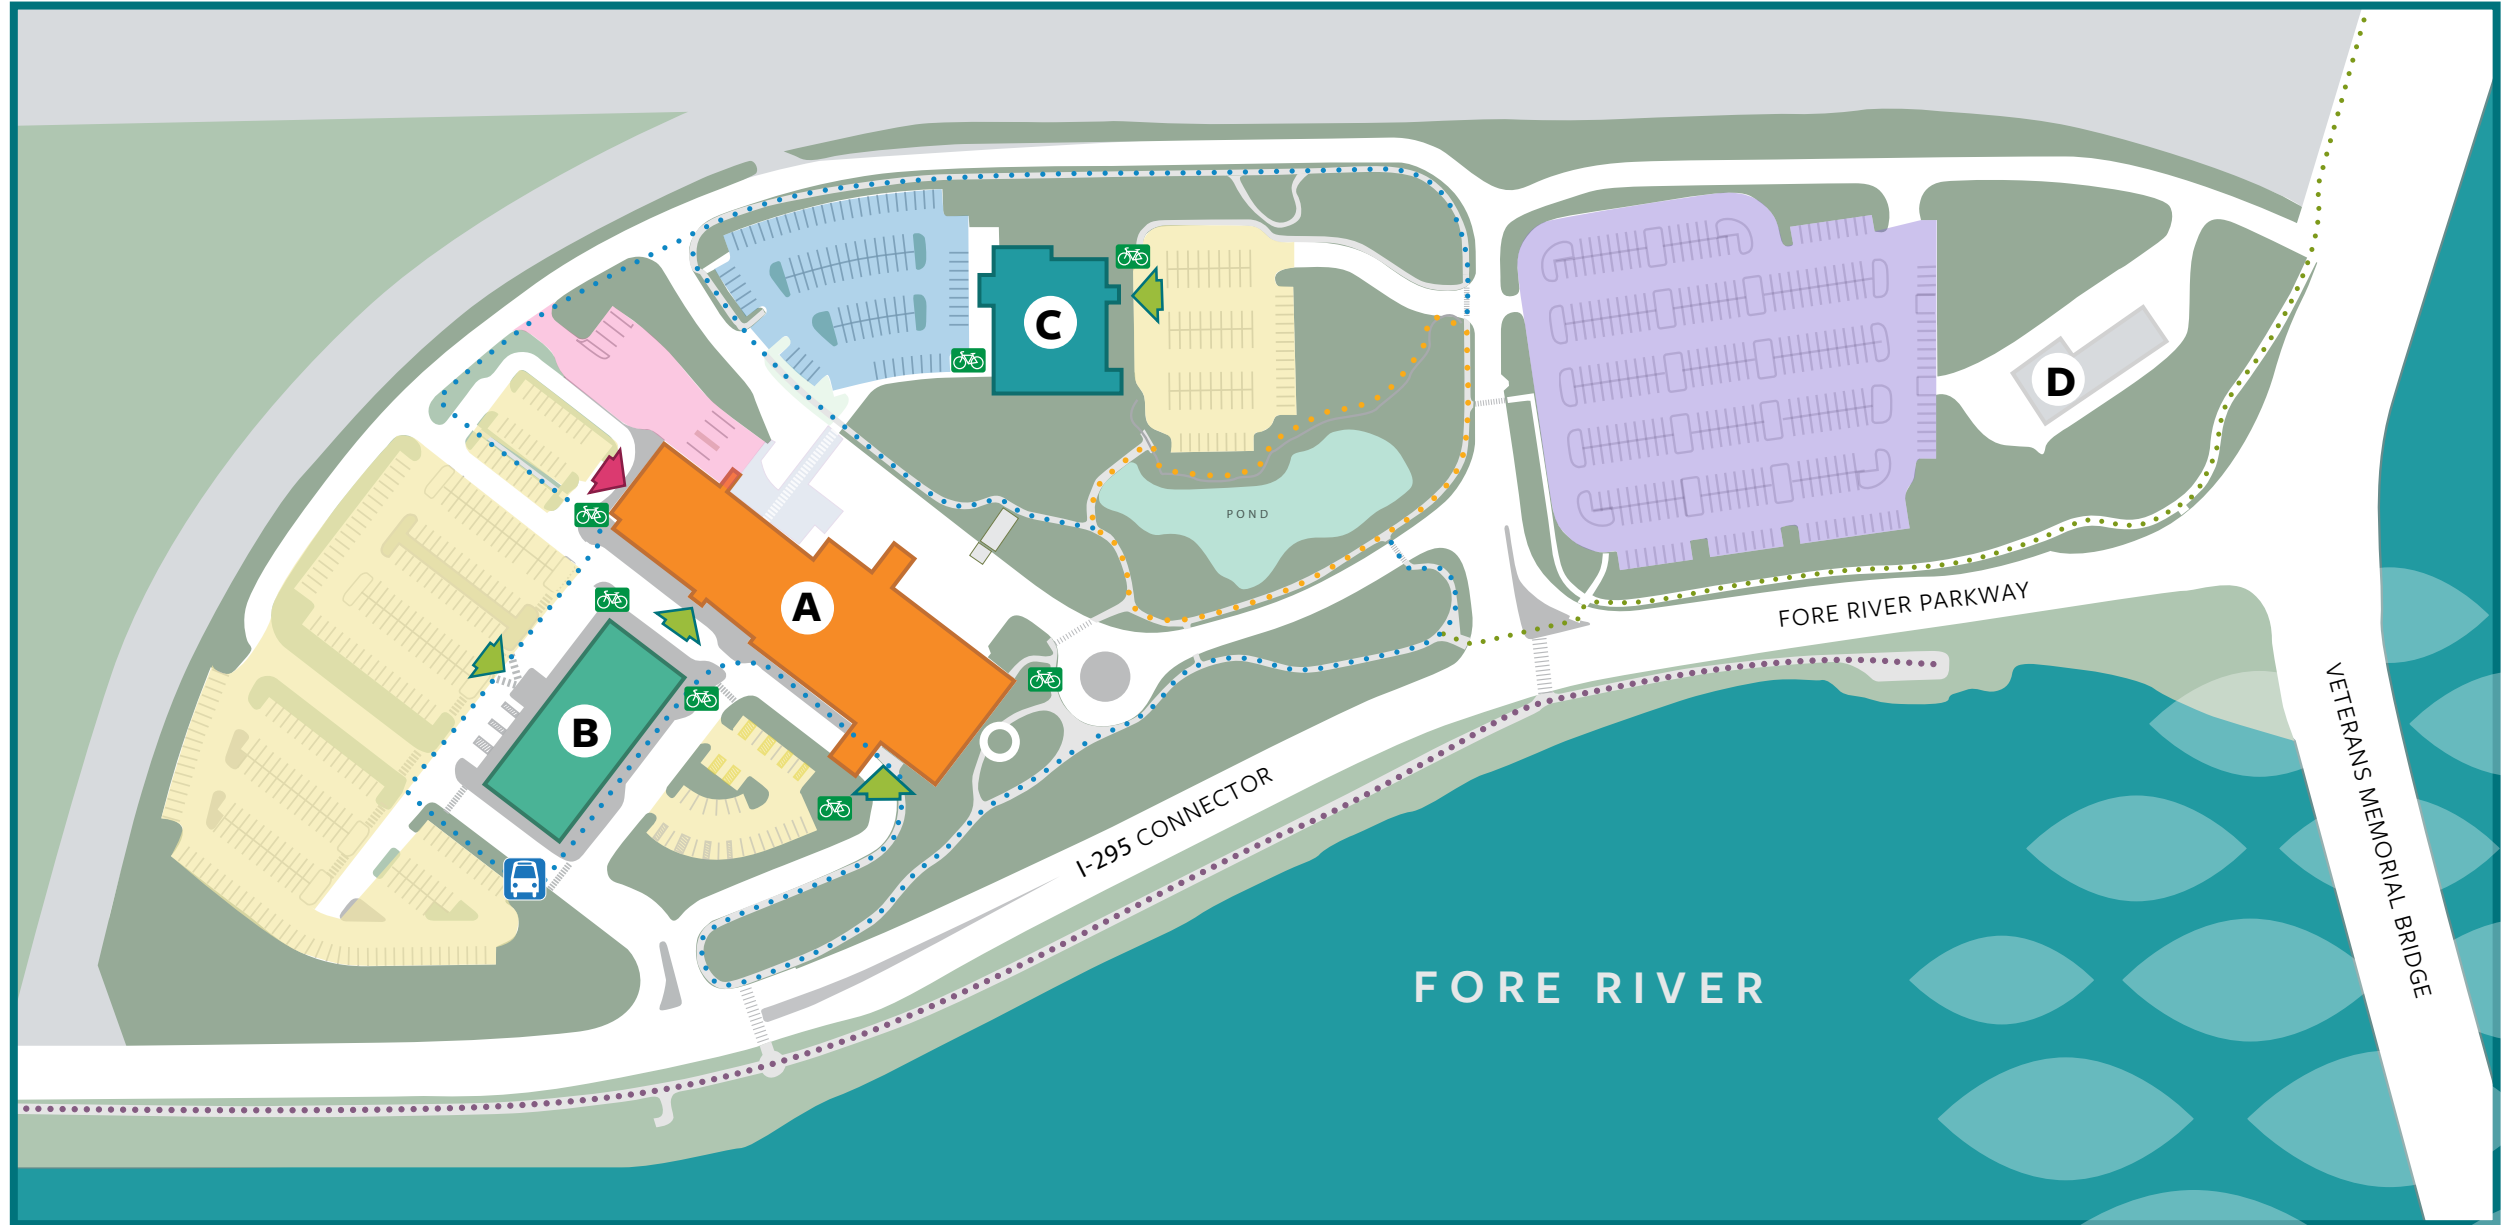 C
D
POND
A
FORE RIVER PARKWAY
B
VETERANS MEMORIAL BRIDGE
I-295 CONNECTOR
FORE RIVER